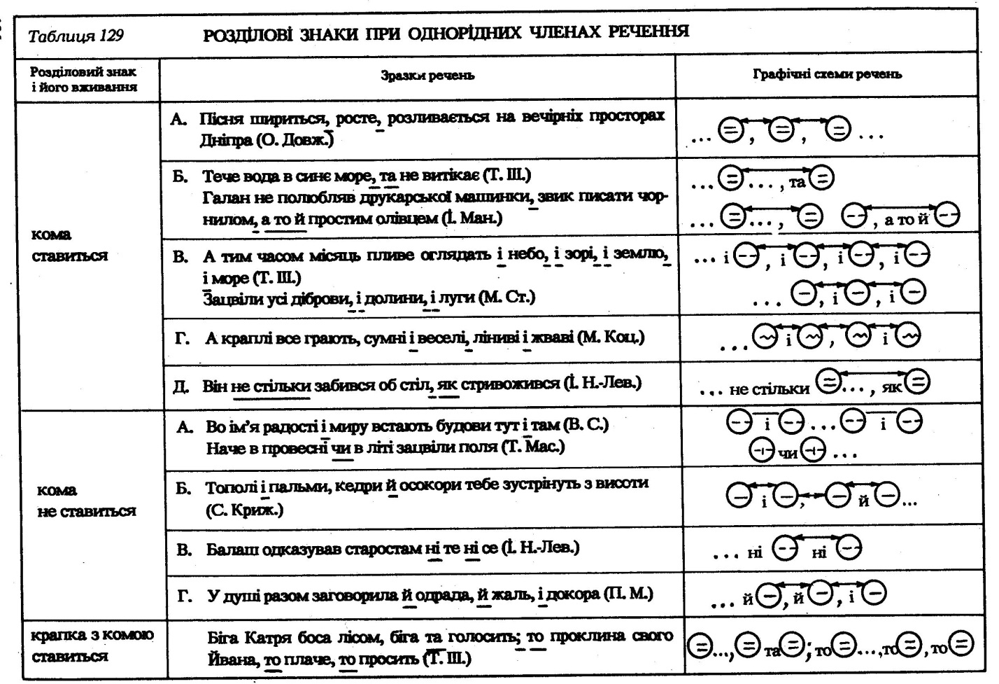 Таблиця 129
РОЗДІЛОВІ ЗНАКИ ПРИ ОДНОРІДНИХ ЧЛЕНАХ РЕЧЕННЯ
Розділовий знак
і його вживання
Зразки речень
Графічні схеми речень
кома
ставиться
А. Пісня шириться, росте, розливається на вечірніх просторах
Дніпра (О. Довж.)
... , , ...
Б. Тече вода в синє море, та не витікає (Т. Ш.)
Галан не полюбляв друкарської машинки, звик писати чор-
нилом, а то й простим олівцем (І. Ман.)
... ... , та
... ..., , а то й
В. А тим часом місяць пливе оглядать і небо, і зорі, і землю,
і море (Т. Ш.)
Зацвіли усі діброви, і долини, і луги (М. Ст.)
... і , і , і , і
... , і , і
Г. А краплі все грають, сумні і веселі, ліниві і жваві (М. Коц.)
... і , і
Д. Він не стільки забився об стіл, як стривожився (І. Н.-Лев.)
... не стільки ... , як
кома
не ставиться
А. Во ім’я радості і миру встають будови тут і там (В. С.)
Наче в провесні чи в літі зацвіли поля (Т. Мас.)
і ... і
чи ...
Б. Тополі і пальми, кедри й осокори тебе зустрінуть з висоти
(С. Криж.)
і , й ...
В. Балаш одказував старостам ні те ні се (І. Н.-Лев.)
... ні ні
Г. У душі разом заговорила й одрада, й жаль, і докора (П. М.)
... й , й , і
крапка з комою
ставиться
Біга Катря боса лісом, біга та голосить; то проклина свого
Йвана, то плаче, то просить (Т. Ш.)
..., та ; то ..., то , то